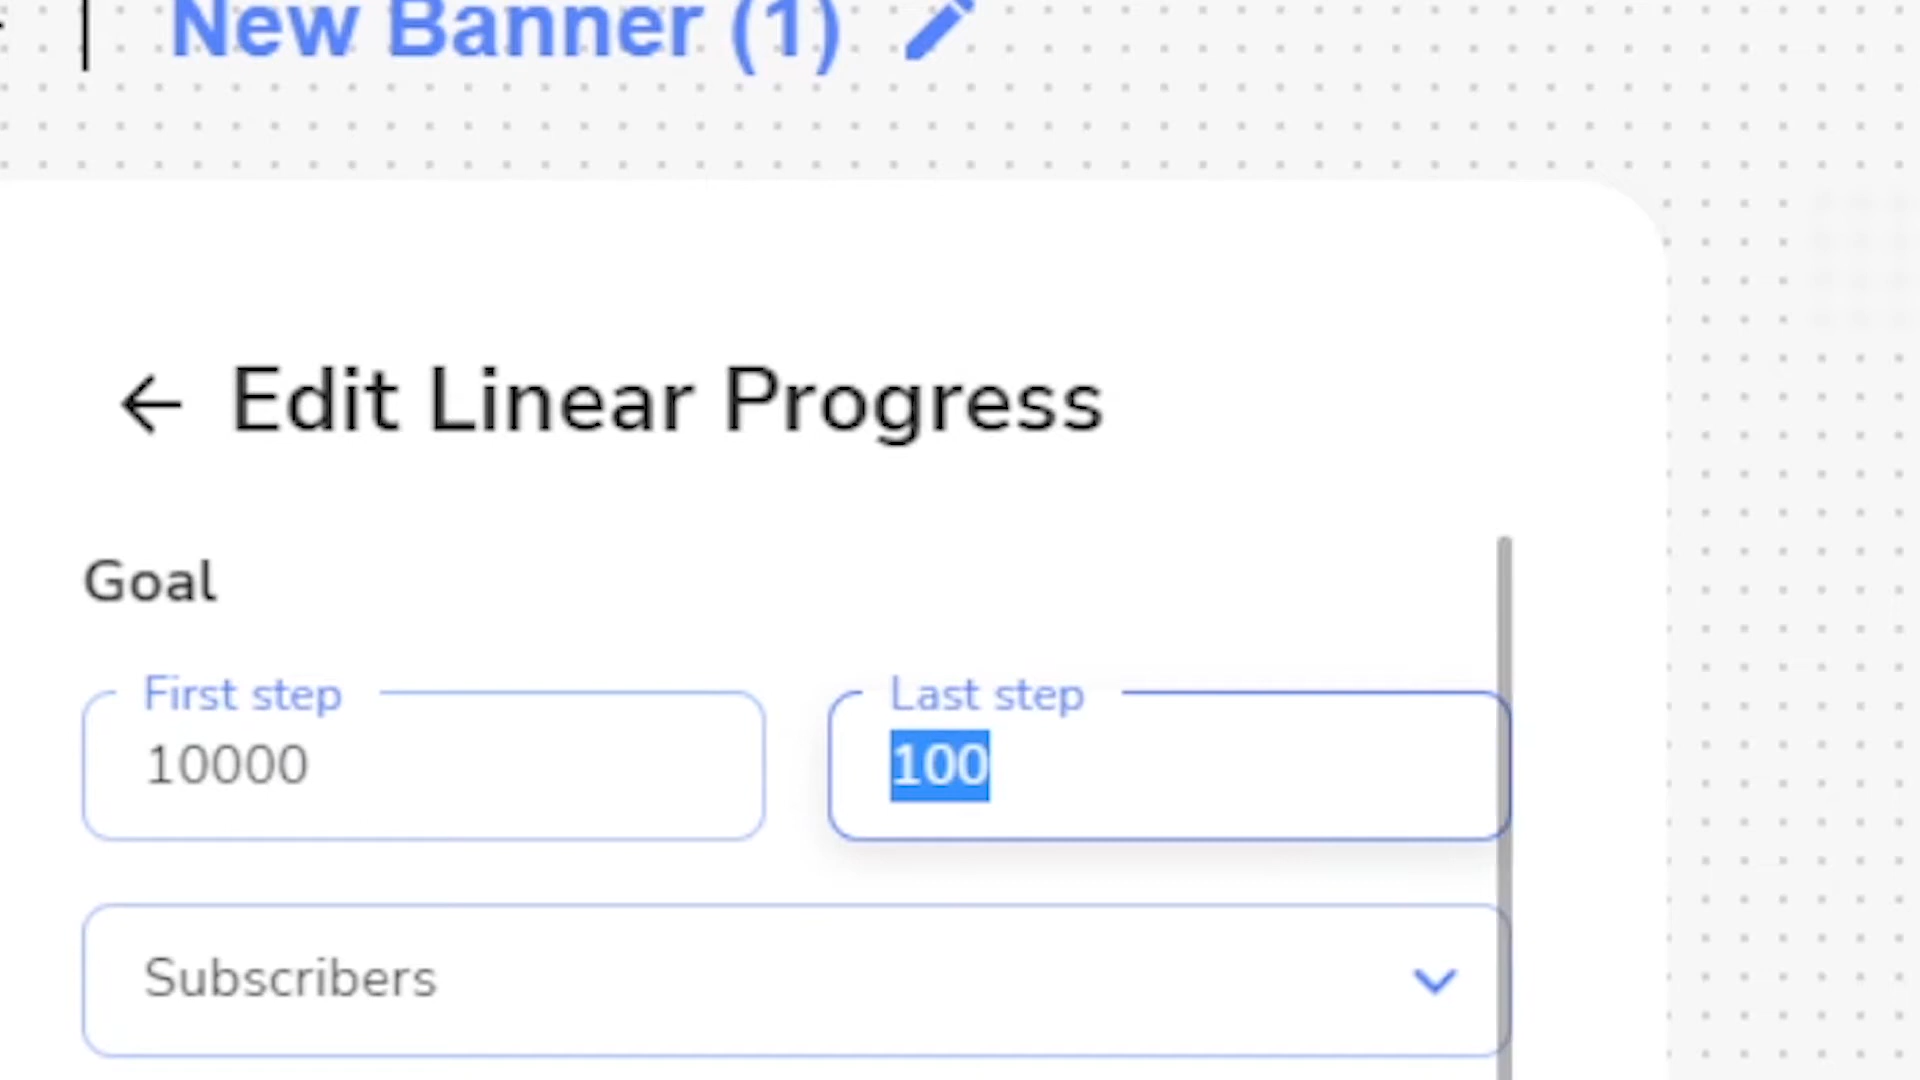 New Banner (1)
Edit Linear Progress
Goal
First step
Last step
10000
100
Subscribers